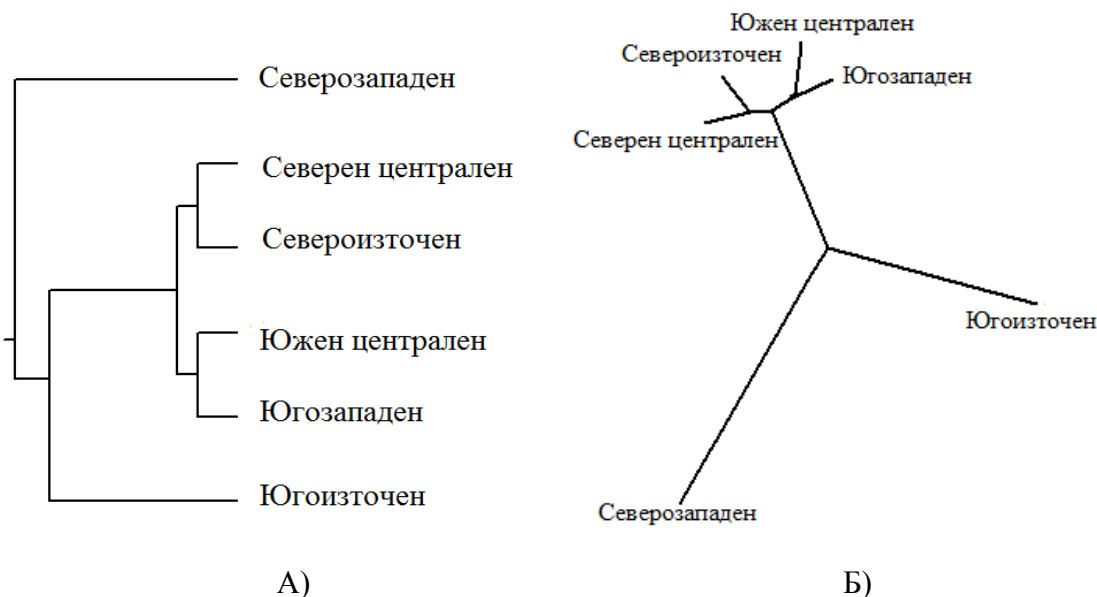 Северозападен
Северен централен
Североизточен
Южен централен
Югозападен
Югоизточен
А)
Южен централен
Североизточен
Югозападен
Северен централен
Югоизточен
Северозападен
Б)